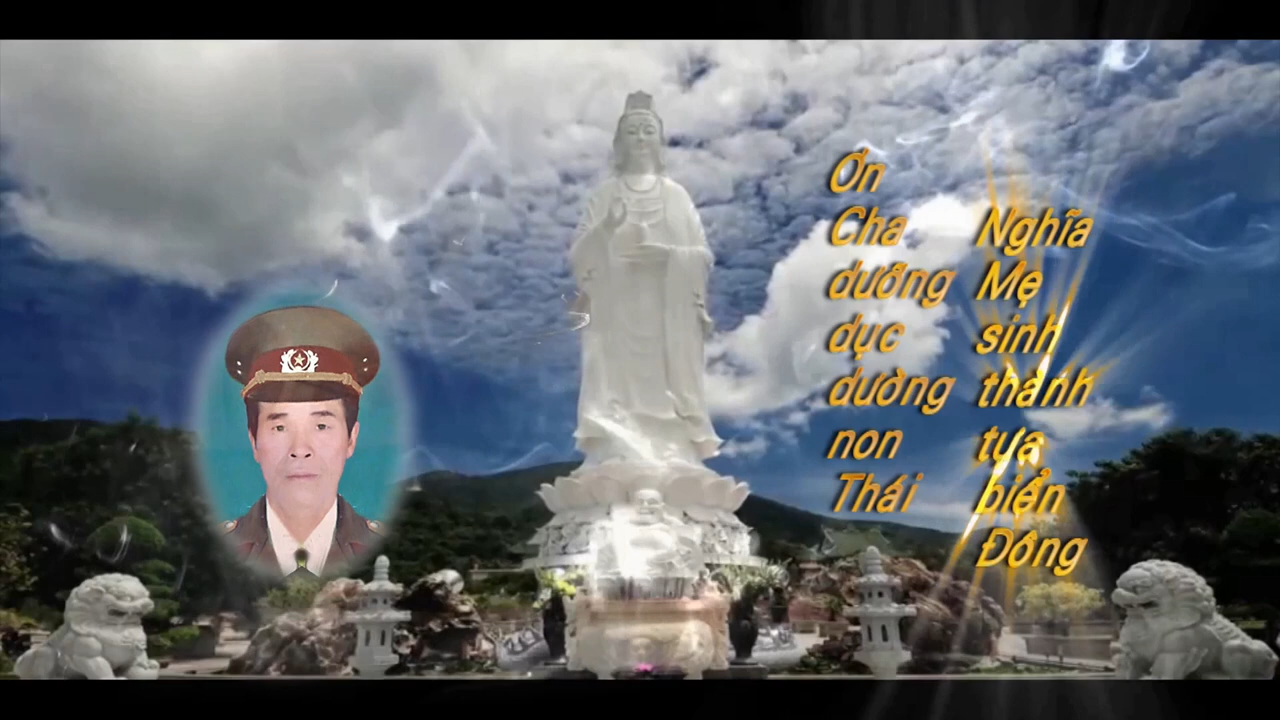 Ơn
Cha
dưỡng
dục
dường
non
Thái
Nghĩa
Mẹ
sinh
thành
tựa
biển
Đông